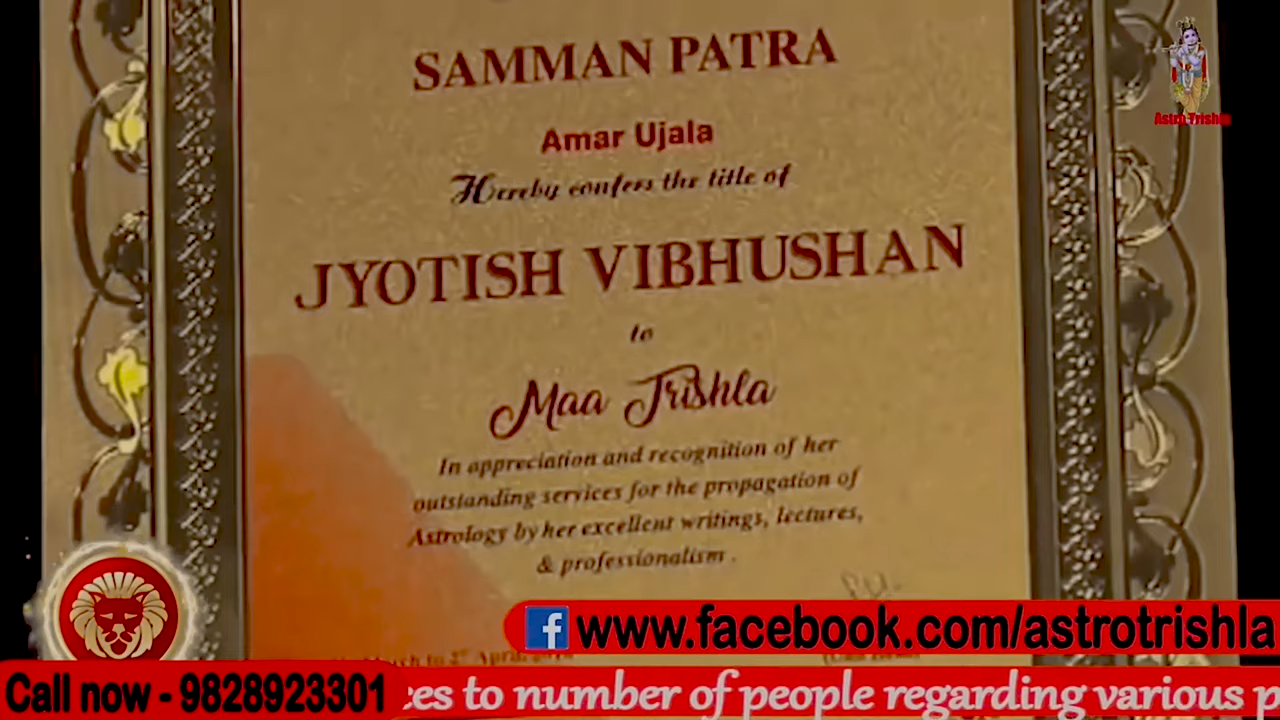 SAMMAN PATRA
Astro Trishla
Amar Ujala
Hereby confers the title of
JYOTISH VIBHUSHAN
to
Maa Trishla
In appreciation and recognition of her
outstanding services for the propagation of
Astrology by her excellent writings, lectures,
& professionalism .
www.facebook.com/astrotrishla
Call now - 9828923301
ces to number of people regarding various p